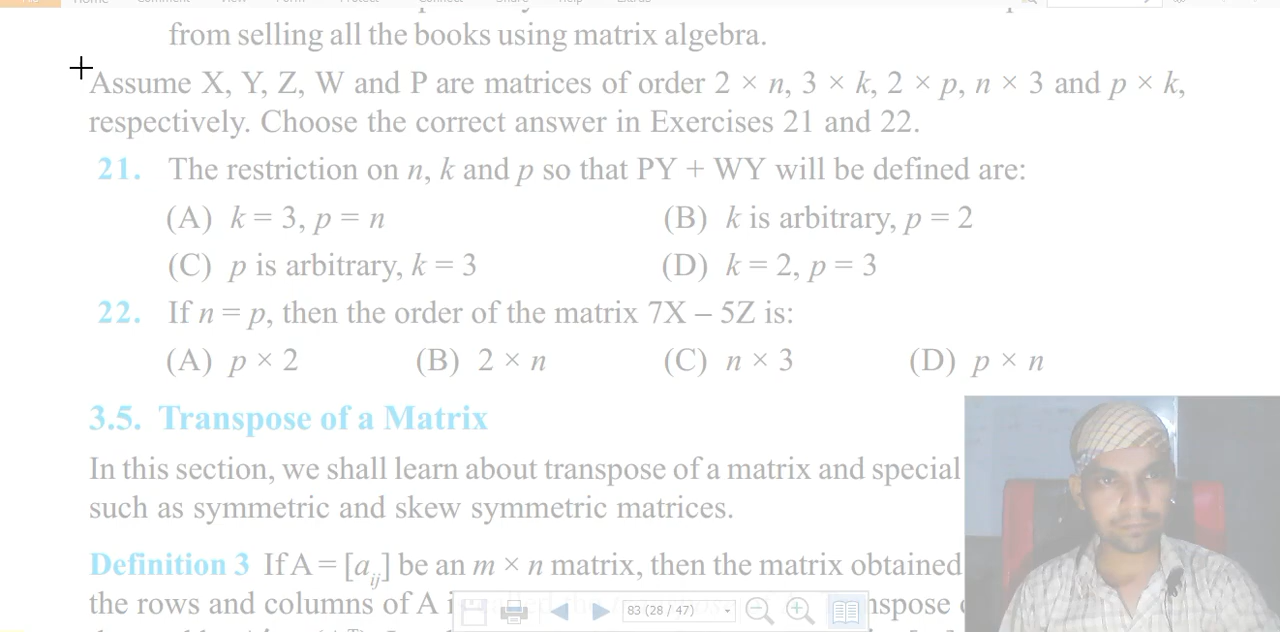 from selling all the books using matrix algebra.
Assume X, Y, Z, W and P are matrices of order 2 × n, 3 × k, 2 × p, n × 3 and p × k,
respectively. Choose the correct answer in Exercises 21 and 22.
21. The restriction on n, k and p so that PY + WY will be defined are:
(A) k = 3, p = n (B) k is arbitrary, p = 2
(C) p is arbitrary, k = 3 (D) k = 2, p = 3
22. If n = p, then the order of the matrix 7X – 5Z is:
(A) p × 2 (B) 2 × n (C) n × 3 (D) p × n
3.5. Transpose of a Matrix
In this section, we shall learn about transpose of a matrix and special
such as symmetric and skew symmetric matrices.
Definition 3 If A = [aij] be an m × n matrix, then the matrix obtained
the rows and columns of A
83 (28 / 47)